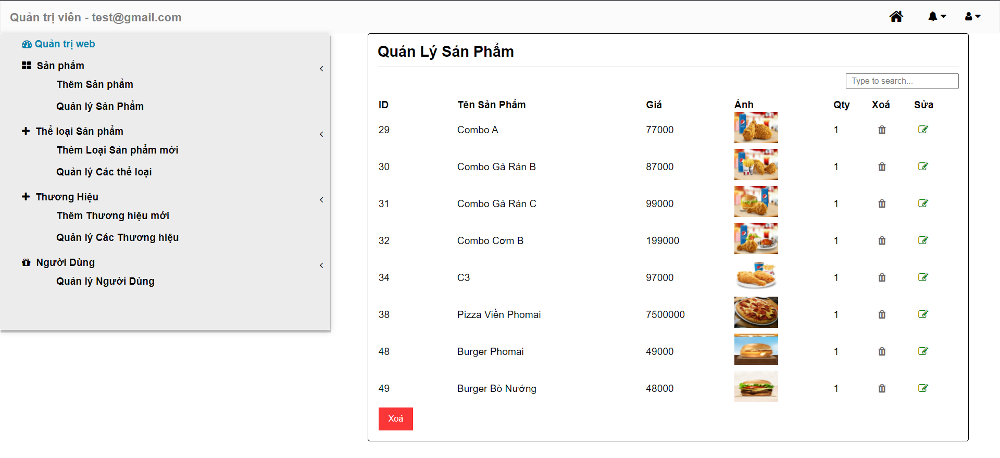 Quản trị viên - test@gmail.com
Quản trị web
Sản phẩm
Thêm Sản phẩm
Quản lý Sản Phẩm
Thể loại Sản phẩm
Thêm Loại Sản phẩm mới
Quản lý Các thể loại
Thương Hiệu
Thêm Thương hiệu mới
Quản lý Các Thương hiệu
Người Dùng
Quản lý Người Dùng
Quản Lý Sản Phẩm
Type to search...
ID Tên Sản Phẩm Giá Ảnh Qty Xoá Sửa
29 Combo A 77000 1
30 Combo Gà Rán B 87000 1
31 Combo Gà Rán C 99000 1
32 Combo Cơm B 199000 1
34 C3 97000 1
38 Pizza Viền Phomai 7500000 1
48 Burger Phomai 49000 1
49 Burger Bò Nướng 48000 1
Xoá